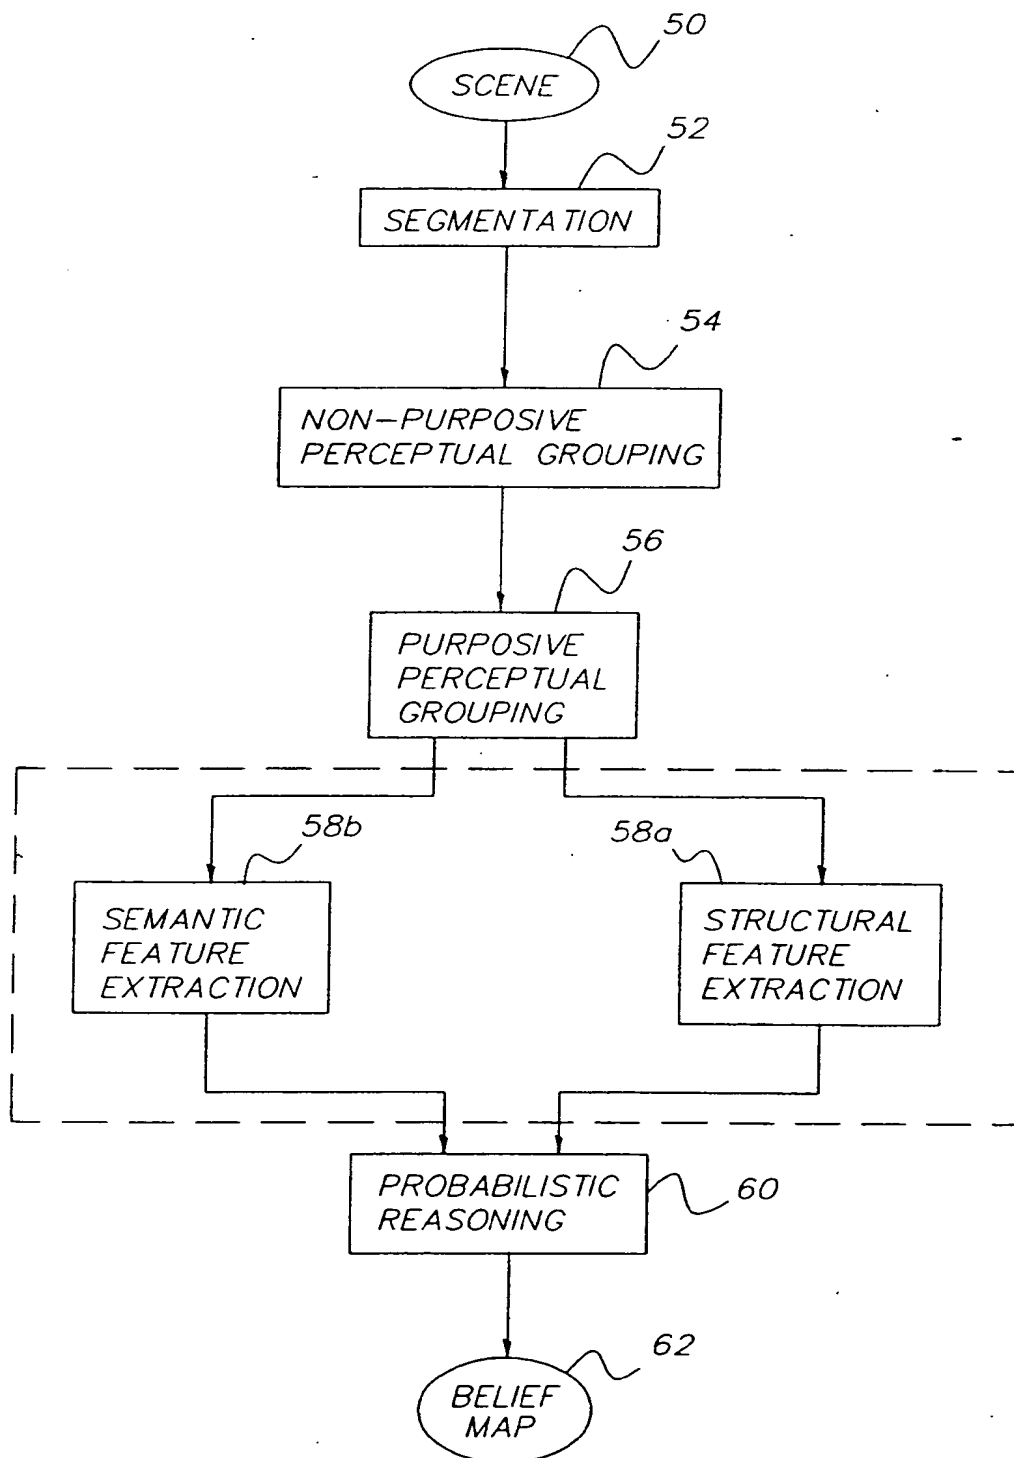 50
SCENE
52
SEGMENTATION
54
NON-PURPOSIVE
PERCEPTUAL GROUPING
56
PURPOSIVE
PERCEPTUAL
GROUPING
58b
58a
SEMANTIC
FEATURE
EXTRACTION
STRUCTURAL
FEATURE
EXTRACTION
PROBABILISTIC
REASONING
60
62
BELIEF
MAP